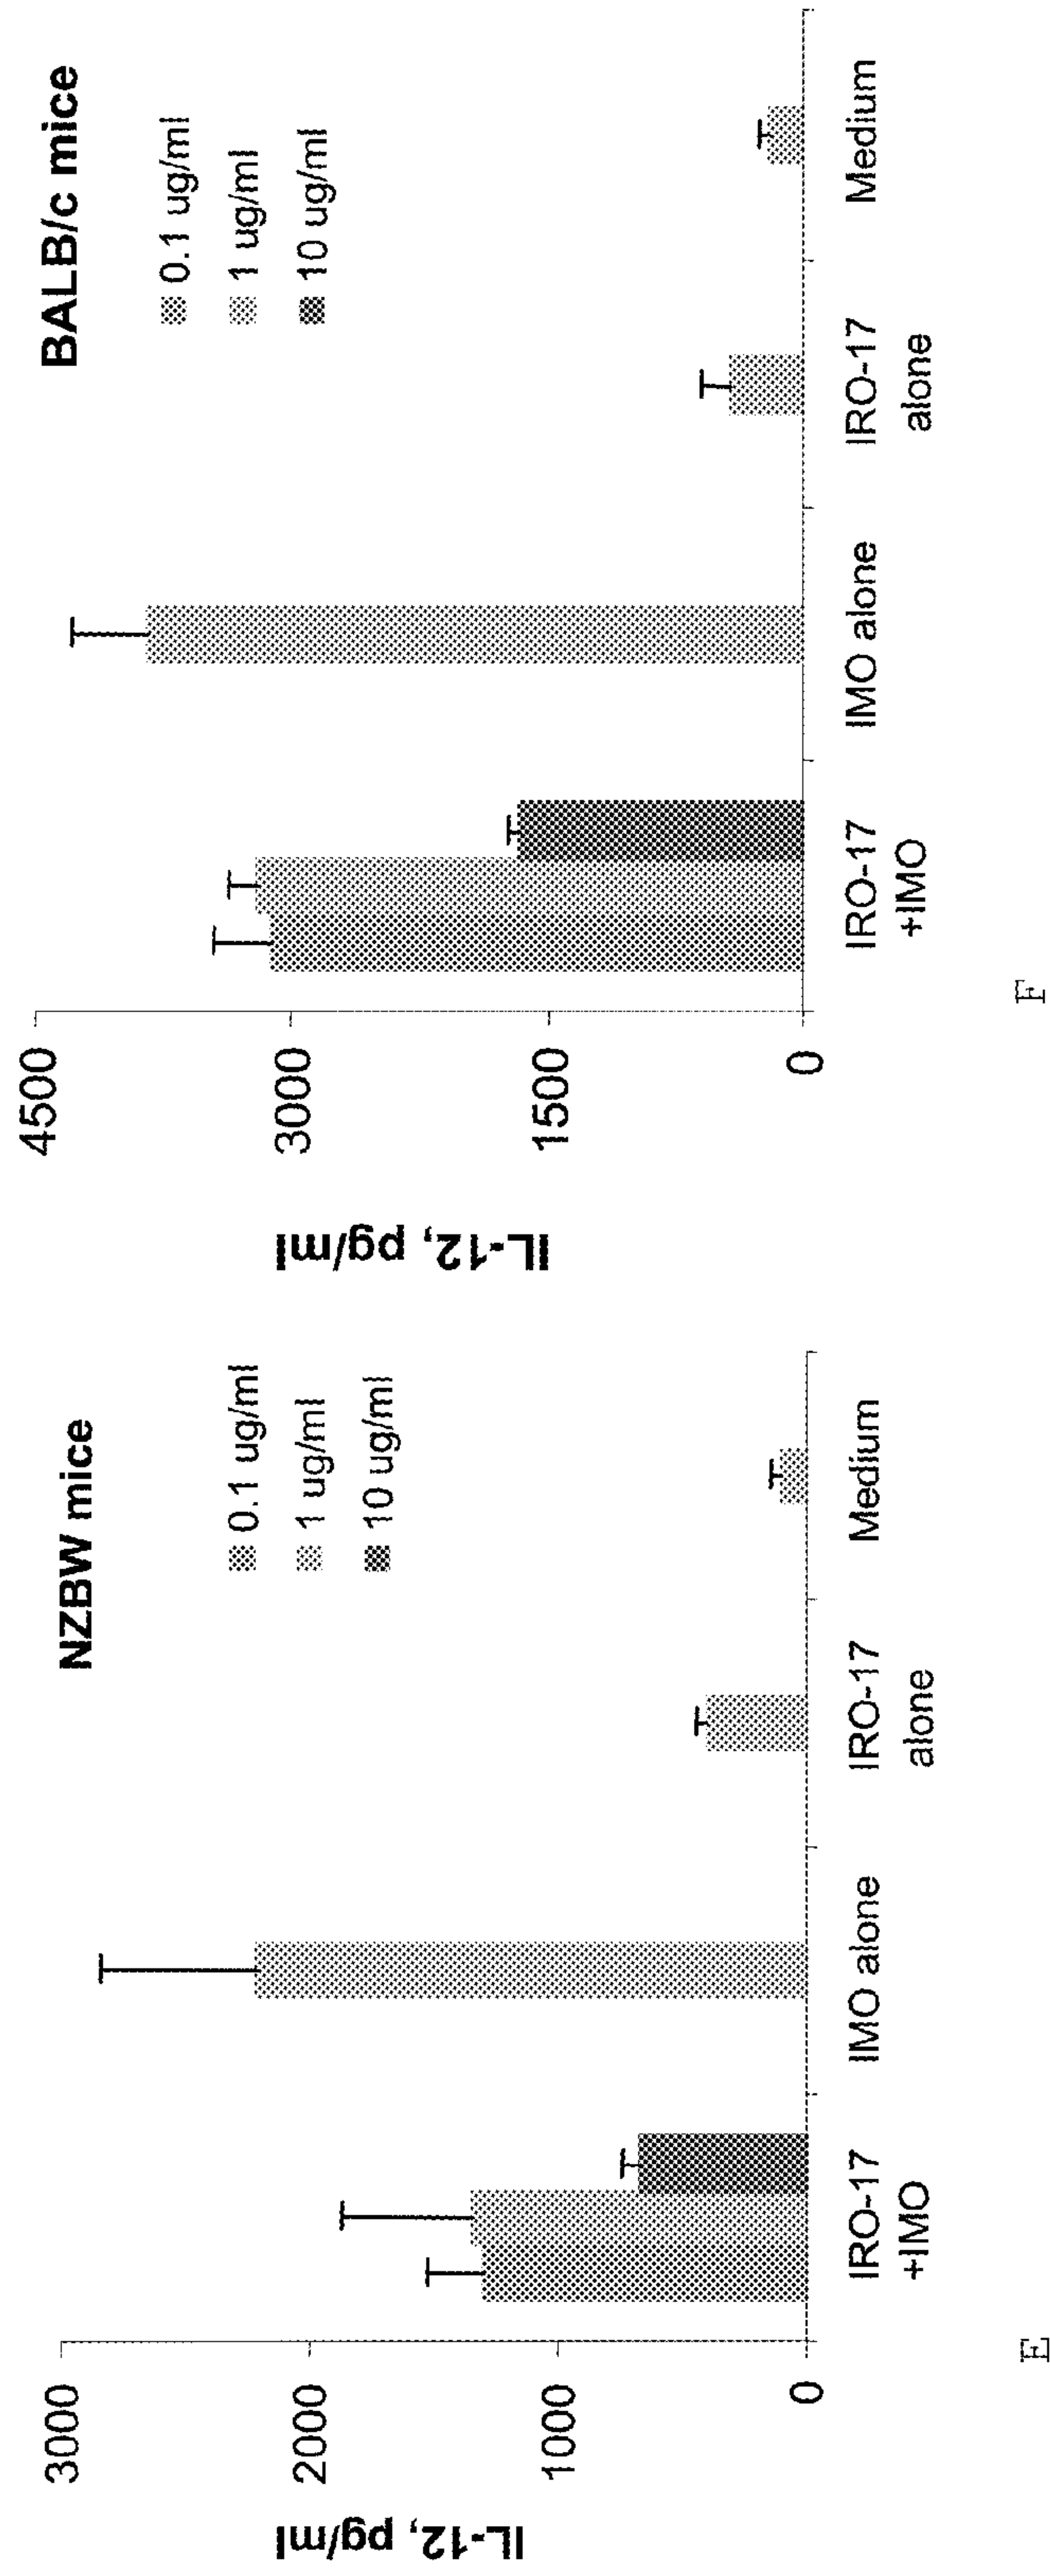 NZBW mice
0.1 ug/ml
1 ug/ml
10 ug/ml
IL-12, pg/ml
3000
2000
1000
0
IRO-17
+IMO
IMO alone
IRO-17
alone
Medium
E
BALB/c mice
0.1 ug/ml
1 ug/ml
10 ug/ml
IL-12, pg/ml
4500
3000
1500
0
IRO-17
+IMO
IMO alone
IRO-17
alone
Medium
F